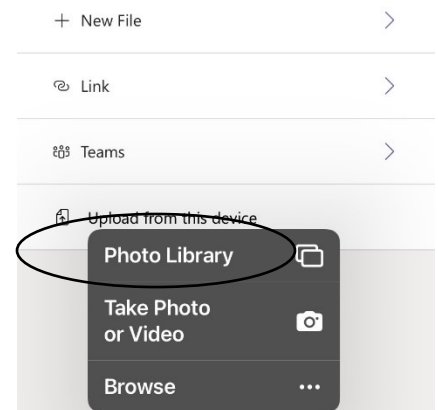 New File
Link
Teams
Upload from this device
Photo Library
Take Photo
or Video
Browse